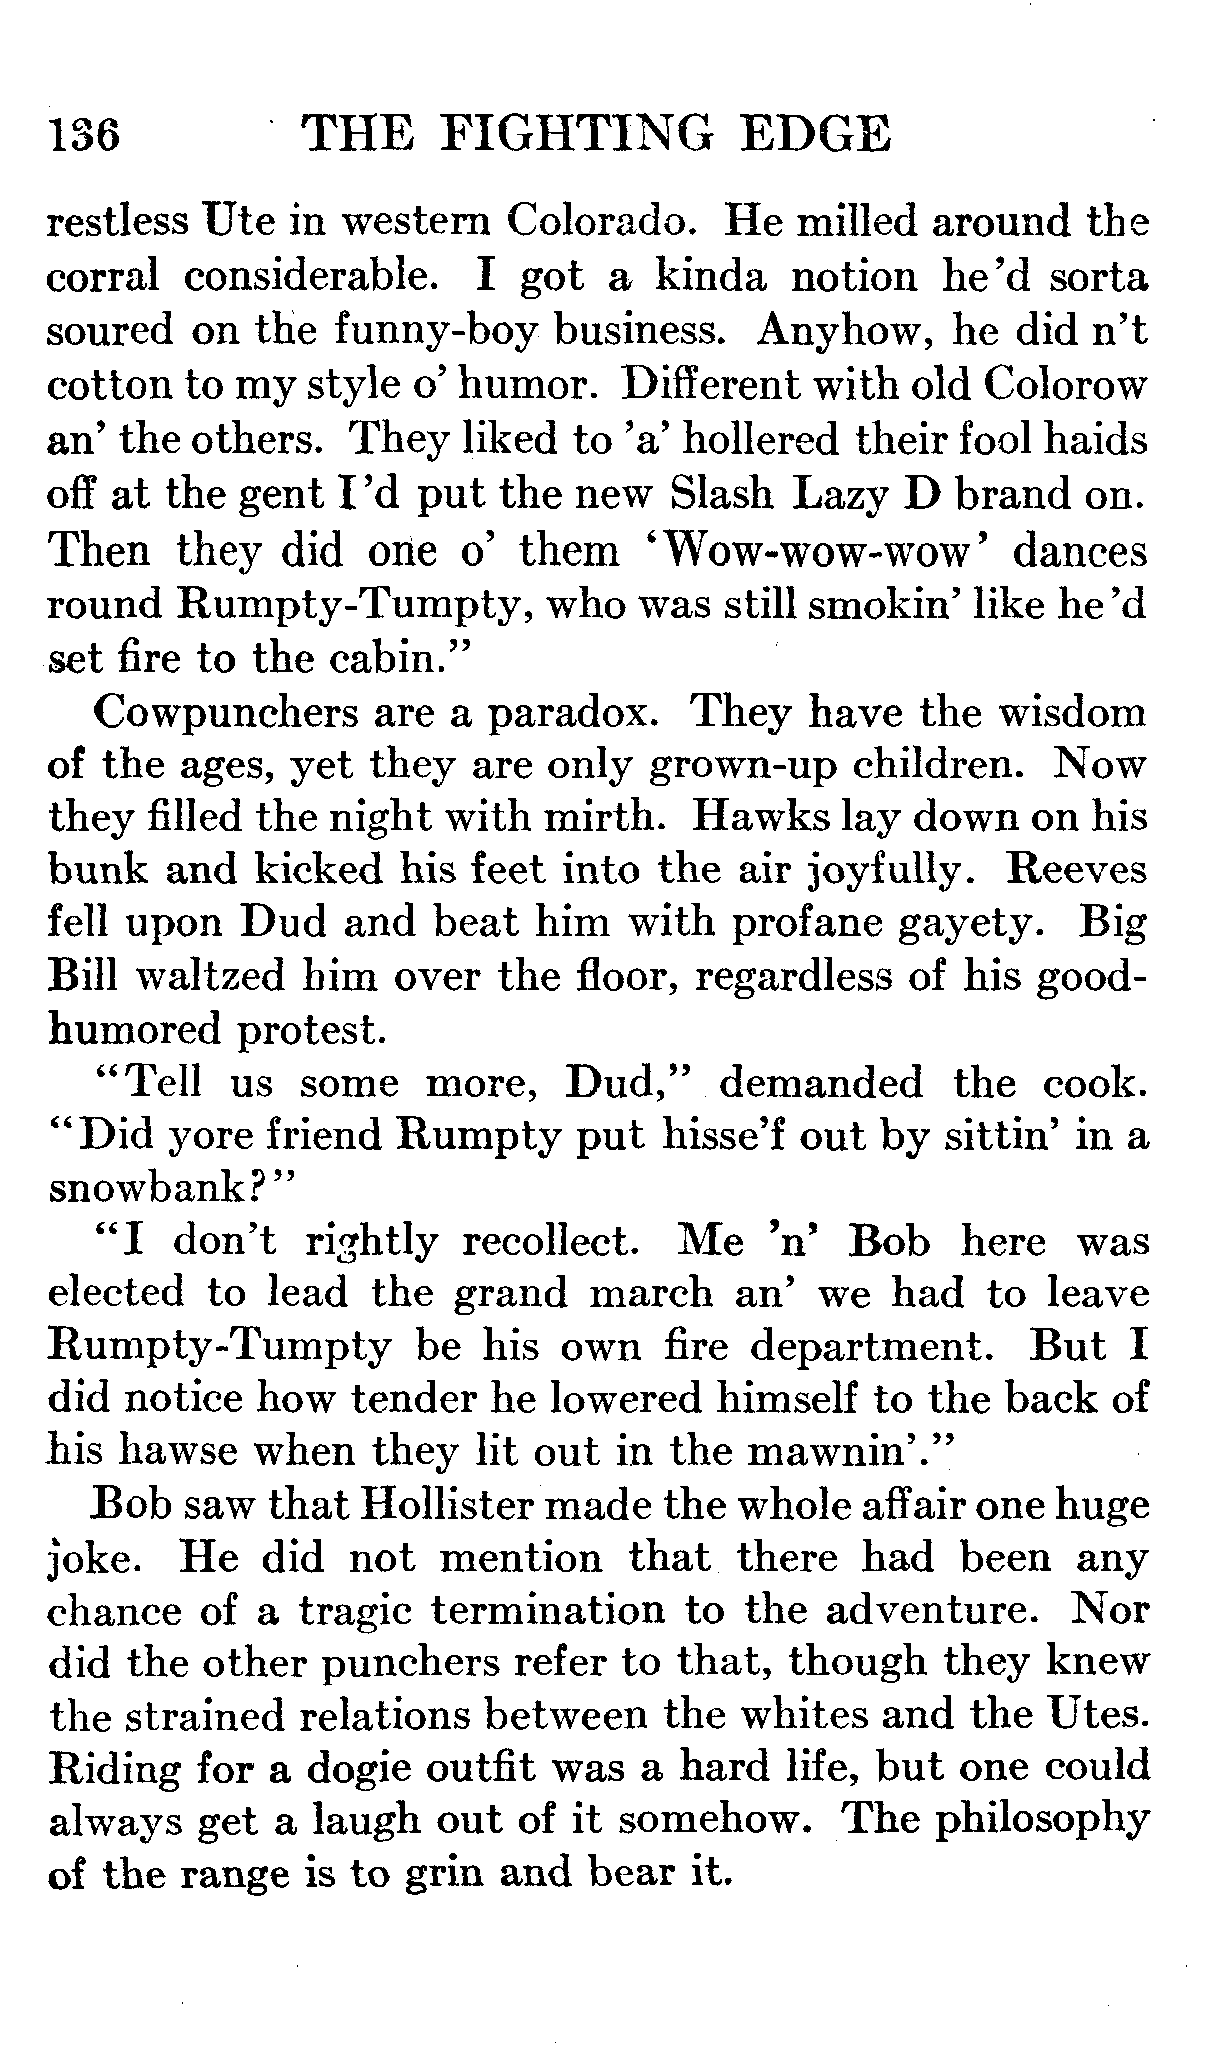 136 THE FIGHTING EDGE
restless Ute in western Colorado. He milled around the
corral considerable. I got a kinda notion he'd sorta
soured on the funny-boy business. Anyhow, he did n't
cotton to my style o' humor. Different with old Colorow
an' the others. They liked to 'a' hollered their fool haids
off at the gent I'd put the new Slash Lazy D brand on.
Then they did one o' them 'Wow-wow-wow' dances
round Rumpty-Tumpty, who was still smokin' like he'd
set fire to the cabin."
Cowpunchers are a paradox. They have the wisdom
of the ages, yet they are only grown-up children. Now
they filled the night with mirth. Hawks lay down on his
bunk and kicked his feet into the air joyfully. Reeves
fell upon Dud and beat him with profane gayety. Big
Bill waltzed him over the floor, regardless of his good-
humored protest.
"Tell us some more, Dud," demanded the cook.
"Did yore friend Rumpty put hisse'f out by sittin' in a
snowbank?"
"I don't rightly recollect. Me 'n' Bob here was
elected to lead the grand march an' we had to leave
Rumpty-Tumpty be his own fire department. But I
did notice how tender he lowered himself to the back of
his hawse when they lit out in the mawnin'."
Bob saw that Hollister made the whole affair one huge
joke. He did not mention that there had been any
chance of a tragic termination to the adventure. Nor
did the other punchers refer to that, though they knew
the strained relations between the whites and the Utes.
Riding for a dogie outfit was a hard life, but one could
always get a laugh out of it somehow. The philosophy
of the range is to grin and bear it.